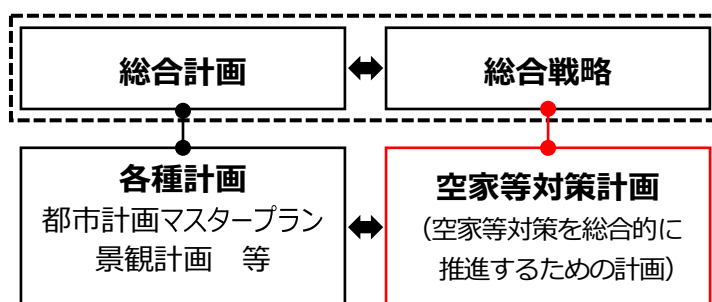 総合計画
総合戦略
各種計画
都市計画マスタープラン
景観計画　等
空家等対策計画
（空家等対策を総合的に
推進するための計画）